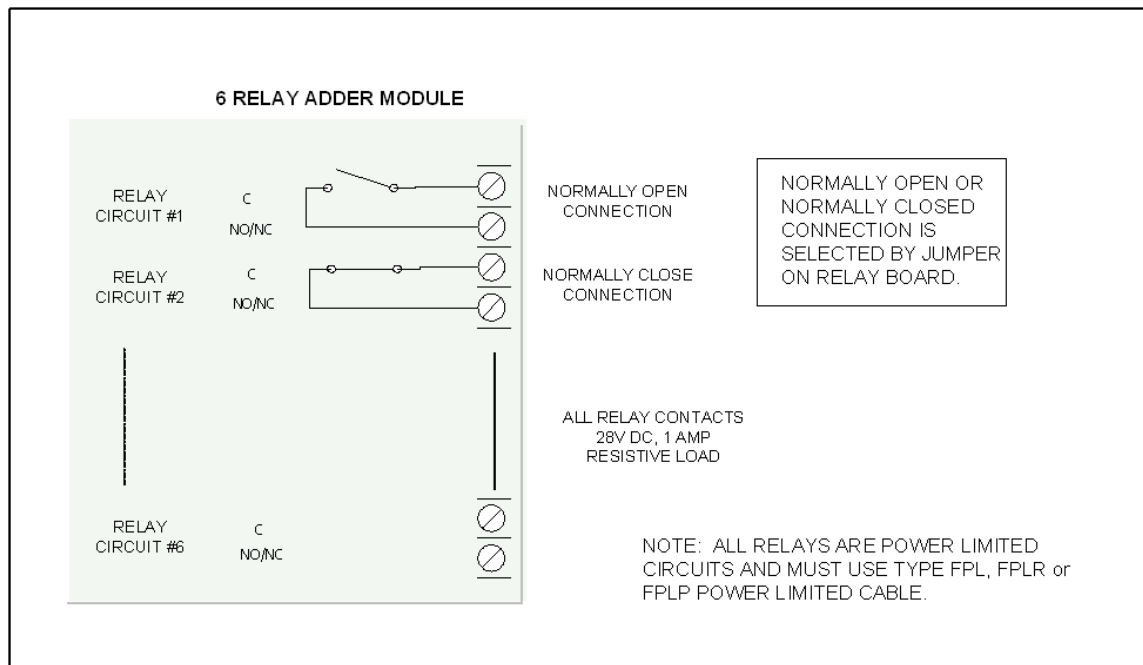 6 RELAY ADDER MODULE
RELAY
CIRCUIT #1
C
NO/NC
NORMALLY OPEN
CONNECTION
RELAY
CIRCUIT #2
C
NO/NC
NORMALLY CLOSE
CONNECTION
NORMALLY OPEN OR
NORMALLY CLOSED
CONNECTION IS
SELECTED BY JUMPER
ON RELAY BOARD.
ALL RELAY CONTACTS
28V DC, 1 AMP
RESISTIVE LOAD
RELAY
CIRCUIT #6
C
NO/NC
NOTE: ALL RELAYS ARE POWER LIMITED
CIRCUITS AND MUST USE TYPE FPL, FPLR or
FPLP POWER LIMITED CABLE.